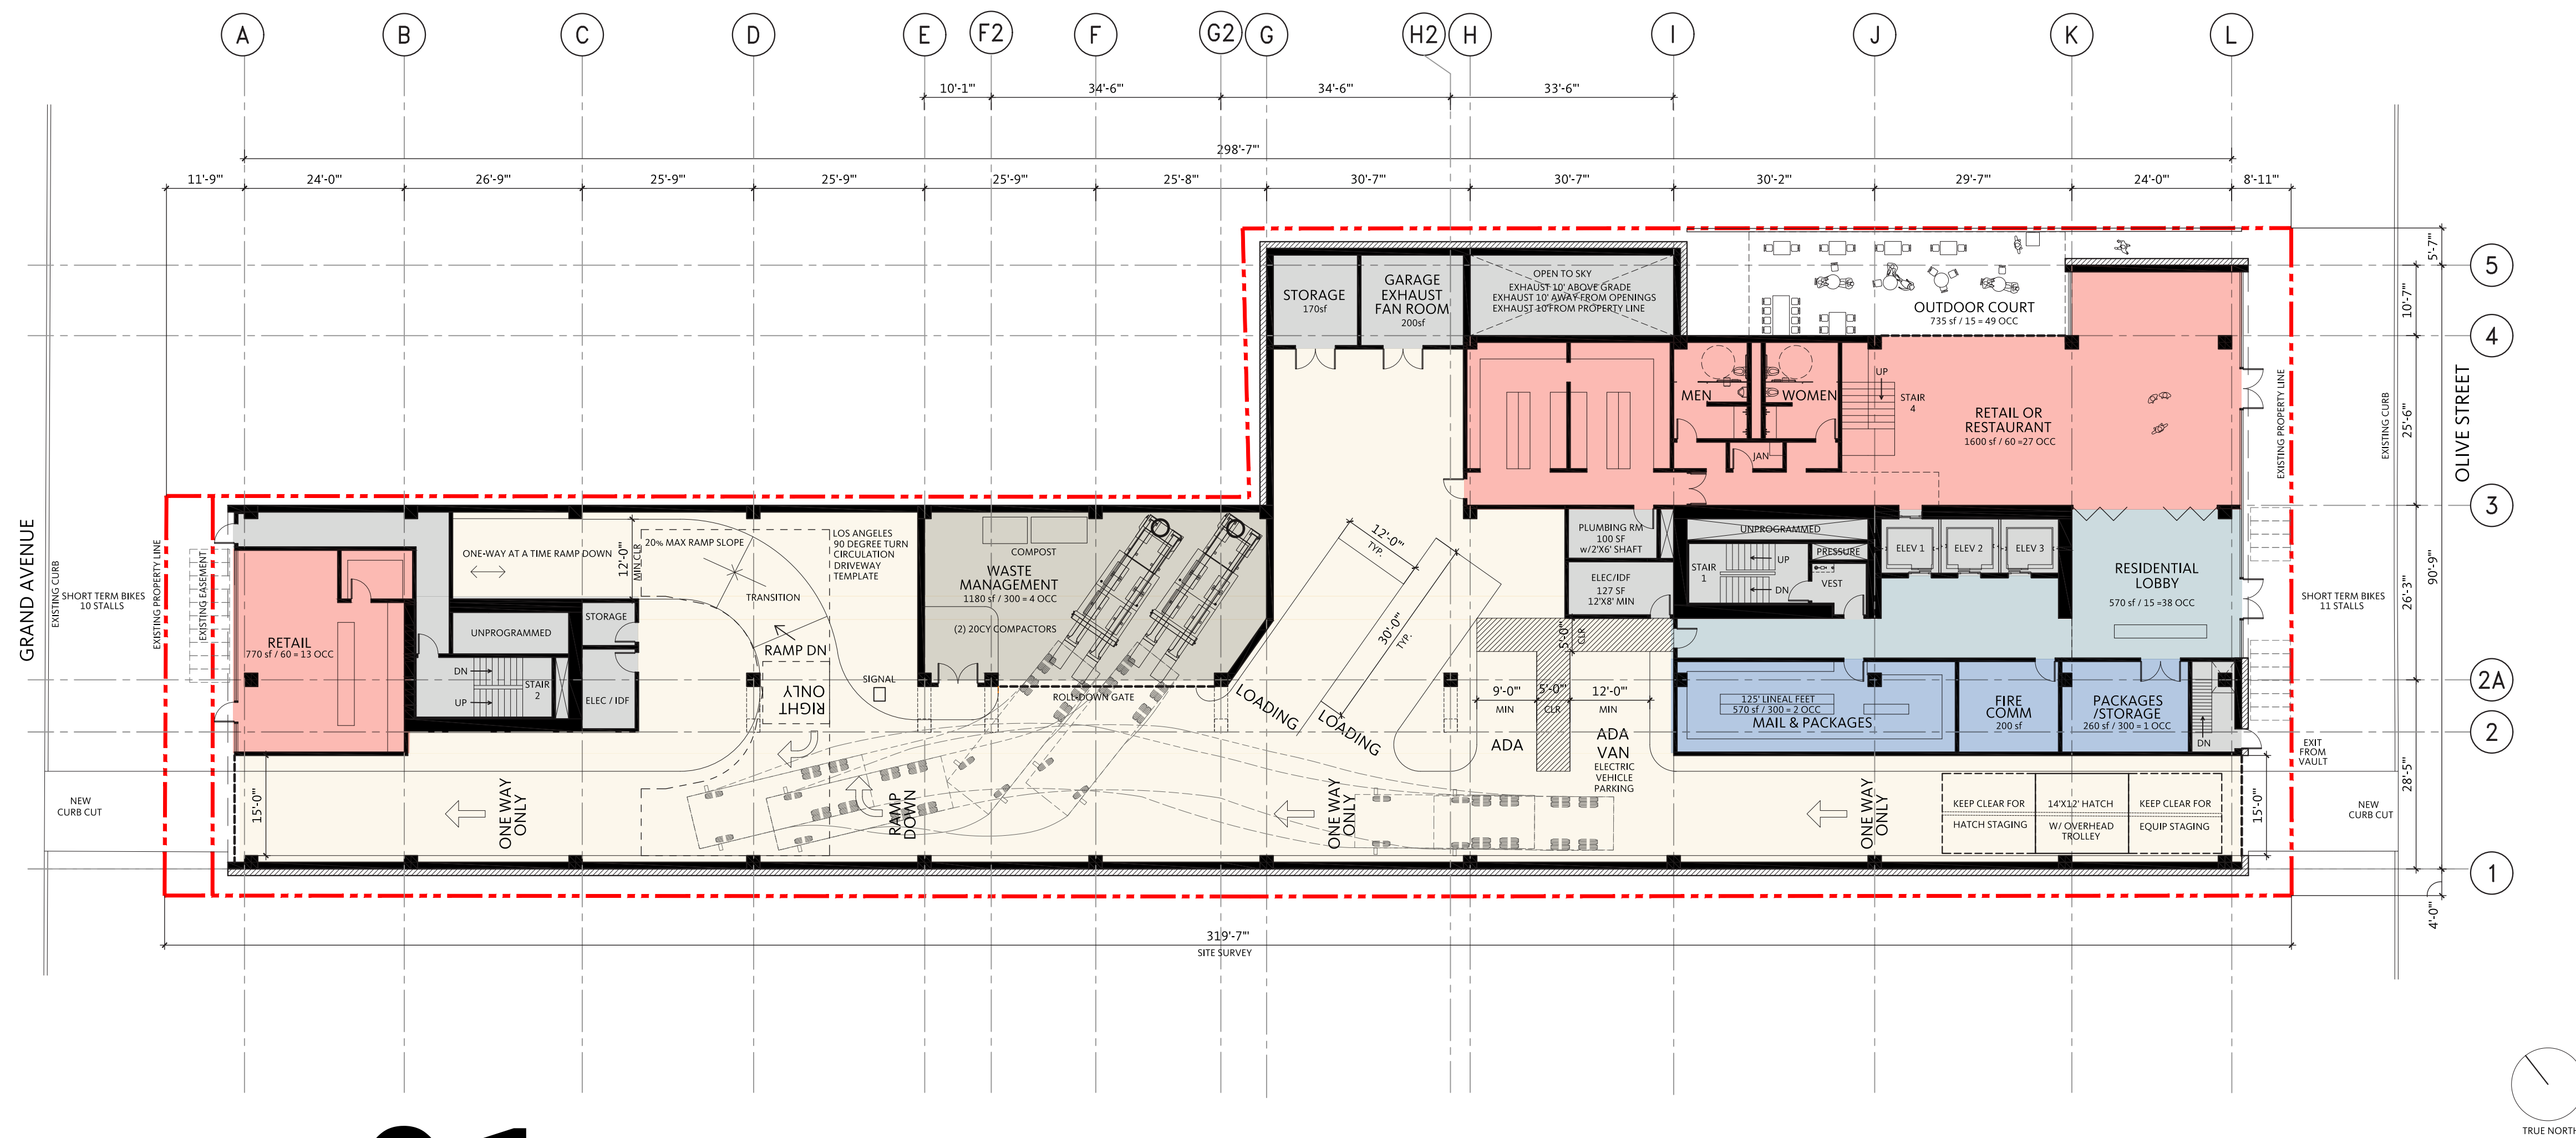 A
B
C
D
E
F2
F
G2
G
H2
H
I
J
K
L
10'-1"'
34'-6"'
34'-6"'
33'-6"'
298'-7"'
11'-9"'
24'-0"'
26'-9"'
25'-9"'
25'-9"'
25'-9"'
25'-8"'
30'-7"'
30'-7"'
30'-2"'
29'-7"'
24'-0"'
8'-11"'
5'-7"'
5
10'-7"'
4
25'-6"'
3
26'-3"'
90'-9"'
2A
2
28'-5"'
1
4'-0"'
OLIVE STREET
EXISTING CURB
EXISTING PROPERTY LINE
SHORT TERM BIKES
11 STALLS
EXIT
FROM
VAULT
NEW
CURB CUT
STORAGE
170sf
GARAGE
EXHAUST
FAN ROOM
200sf
OPEN TO SKY
EXHAUST 10' ABOVE GRADE
EXHAUST 10' AWAY FROM OPENINGS
EXHAUST 10'FROM PROPERTY LINE
OUTDOOR COURT
735 sf / 15 = 49 OCC
MEN
WOMEN
JAN
UP
STAIR
4
RETAIL OR
RESTAURANT
1600 sf / 60 =27 OCC
PLUMBING RM
100 SF
w/2'X6' SHAFT
ELEC/IDF
127 SF
12'X8' MIN
UNPROGRAMMED
STAIR
1
UP
DN
PRESSURE
VEST
ELEV 1
ELEV 2
ELEV 3
RESIDENTIAL
LOBBY
570 sf / 15 =38 OCC
125' LINEAL FEET
570 sf / 300 = 2 OCC
MAIL & PACKAGES
FIRE
COMM
200 sf
PACKAGES
/STORAGE
260 sf / 300 = 1 OCC
DN
GRAND AVENUE
EXISTING CURB
SHORT TERM BIKES
10 STALLS
EXISTING PROPERTY LINE
EXISTING EASEMENT
NEW
CURB CUT
RETAIL
770 sf / 60 = 13 OCC
ONE-WAY AT A TIME RAMP DOWN
12'-0"'
MIN CLR
20% MAX RAMP SLOPE
TRANSITION
LOS ANGELES
90 DEGREE TURN
CIRCULATION
DRIVEWAY
TEMPLATE
UNPROGRAMMED
STORAGE
ELEC / IDF
DN
UP
STAIR
2
RAMP DN
RIGHT
ONLY
SIGNAL
COMPOST
WASTE
MANAGEMENT
1180 sf / 300 = 4 OCC
(2) 20CY COMPACTORS
ROLL-DOWN GATE
LOADING
LOADING
12'-0"'
TYP.
30'-0"'
TYP.
5'-0"'
CLR
9'-0"'
MIN
5'-0"'
CLR
12'-0"'
MIN
ADA
ADA
VAN
ELECTRIC
VEHICLE
PARKING
15'-0"'
ONE WAY
ONLY
RAMP
DOWN
ONE WAY
ONLY
ONE WAY
ONLY
KEEP CLEAR FOR
HATCH STAGING
14'X12' HATCH
W/ OVERHEAD
TROLLEY
KEEP CLEAR FOR
EQUIP STAGING
15'-0"'
319'-7"'
SITE SURVEY
TRUE NORTH